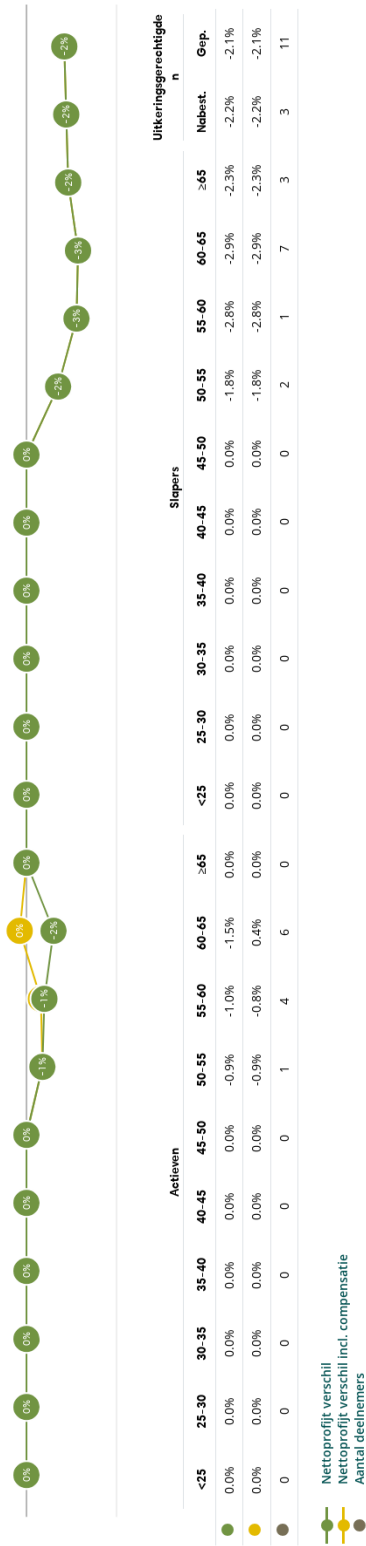 0% 0% 0% 0% 0% 0% -1% -1% 0% -2% 0% 0% 0% 0% 0% 0% 0% -2% -3% -3% -2% -2% -2%
Actieven Slapers Uitkeringsgerechtigde
n
<25 25-30 30-35 35-40 40-45 45-50 50-55 55-60 60-65 ≥65 <25 25-30 30-35 35-40 40-45 45-50 50-55 55-60 60-65 ≥65 Nabest. Gep.
0.0% 0.0% 0.0% 0.0% 0.0% 0.0% -0.9% -1.0% -1.5% 0.0% 0.0% 0.0% 0.0% 0.0% 0.0% 0.0% -1.8% -2.8% -2.9% -2.3% -2.2% -2.1%
0.0% 0.0% 0.0% 0.0% 0.0% 0.0% -0.9% -0.8% 0.4% 0.0% 0.0% 0.0% 0.0% 0.0% 0.0% 0.0% -1.8% -2.8% -2.9% -2.3% -2.2% -2.1%
0 0 0 0 0 0 1 4 6 0 0 0 0 0 0 0 2 1 7 3 3 11
Nettoprofijt verschil
Nettoprofijt verschil incl. compensatie
Aantal deelnemers